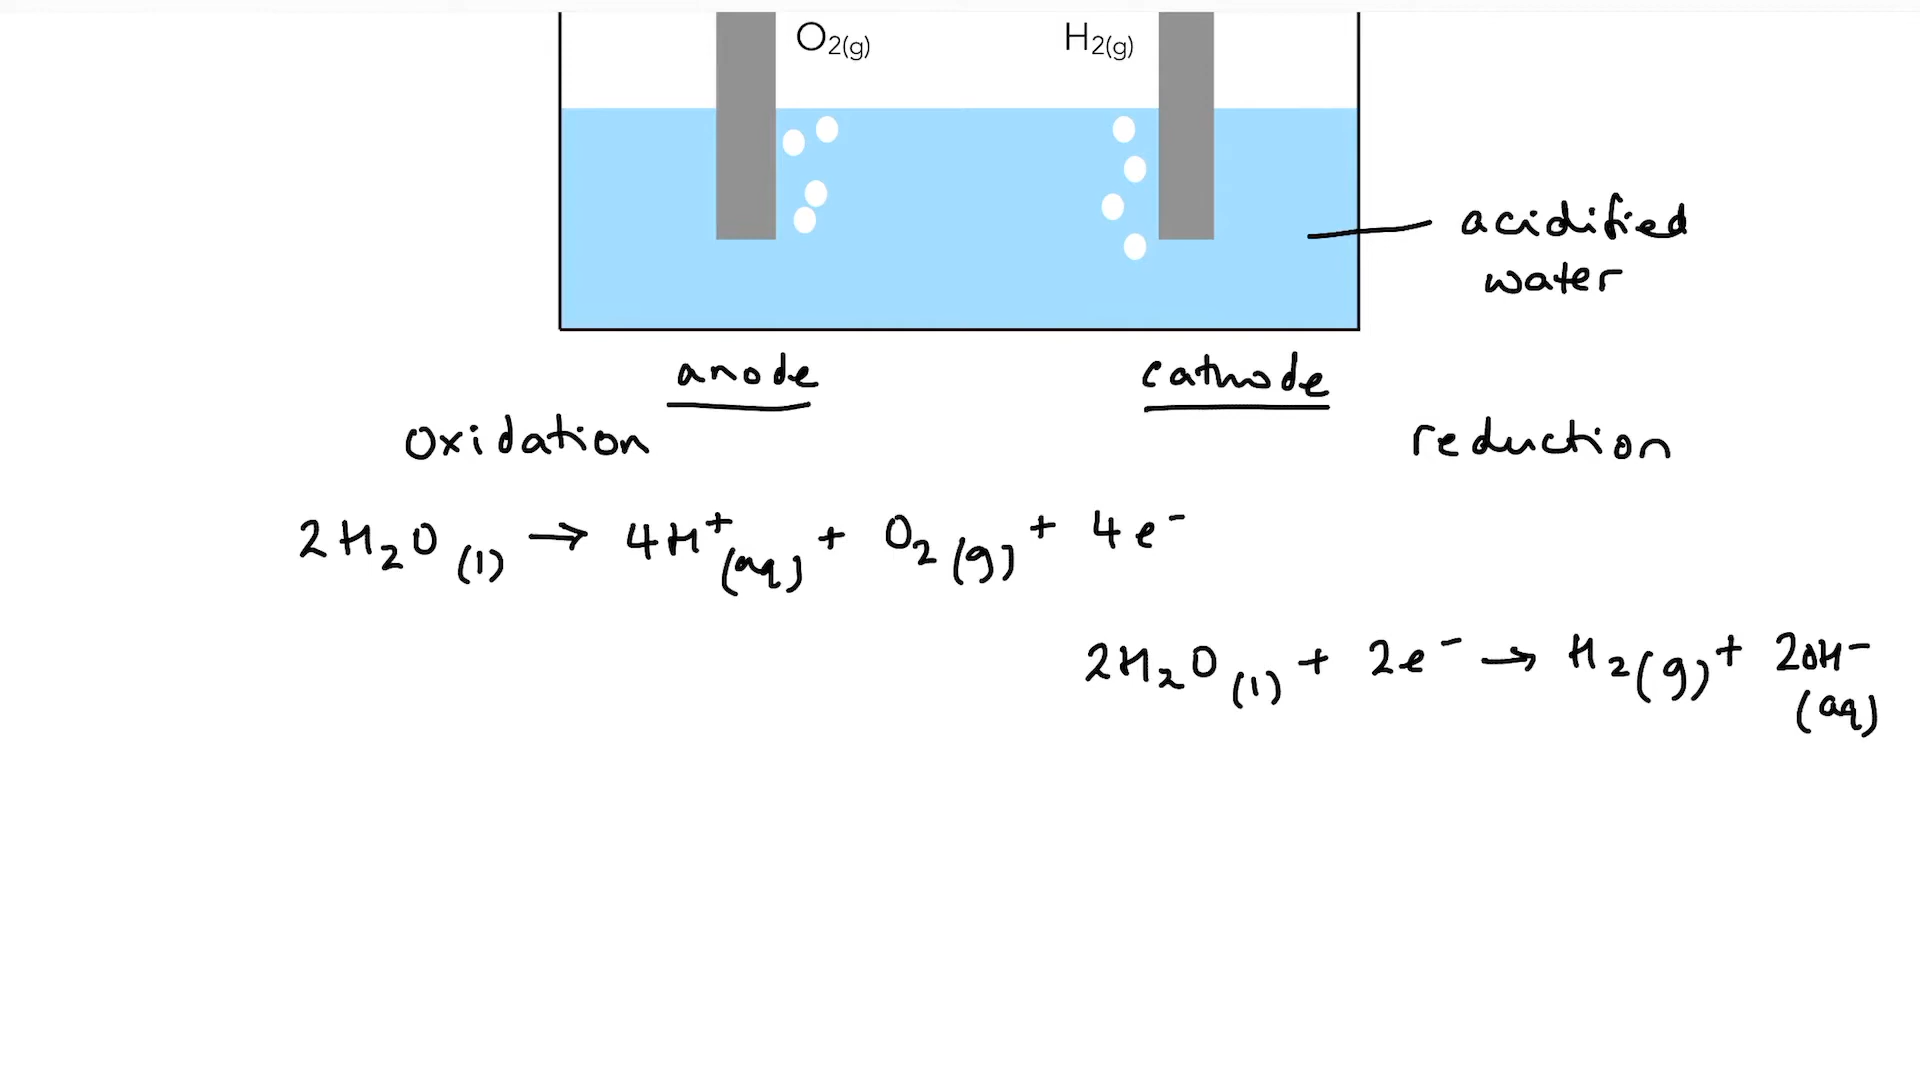 O₂(g)
H₂(g)
acidified
water
anode
cathode
oxidation
reduction
2H₂O (l) → 4H⁺ (aq) + O₂ (g) + 4e⁻
2H₂O (l) + 2e⁻ → H₂(g) + 2OH⁻
(aq)